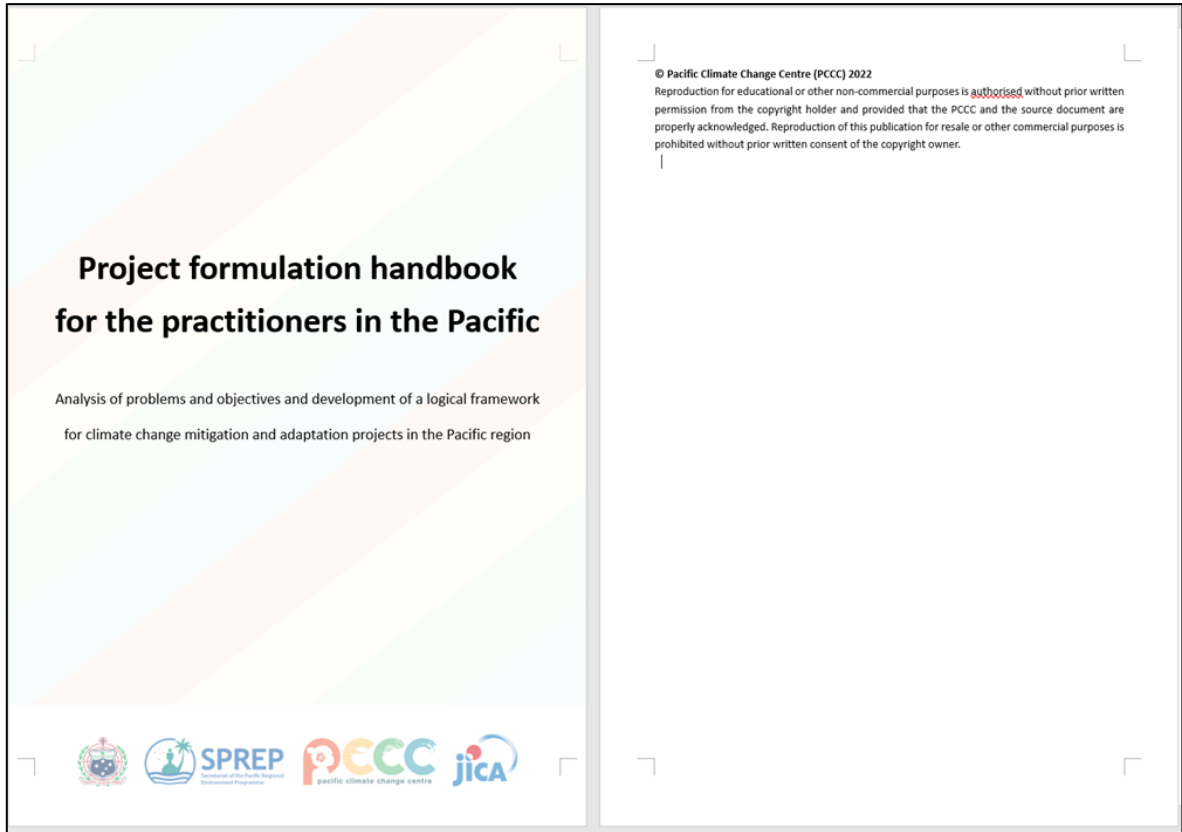 Project formulation handbook
for the practitioners in the Pacific
Analysis of problems and objectives and development of a logical framework
for climate change mitigation and adaptation projects in the Pacific region
SPREP
Secretariat of the Pacific Regional
Environment Programme
PCCC
pacific climate change centre
jICA
© Pacific Climate Change Centre (PCCC) 2022
Reproduction for educational or other non-commercial purposes is authorised without prior written
permission from the copyright holder and provided that the PCCC and the source document are
properly acknowledged. Reproduction of this publication for resale or other commercial purposes is
prohibited without prior written consent of the copyright owner.